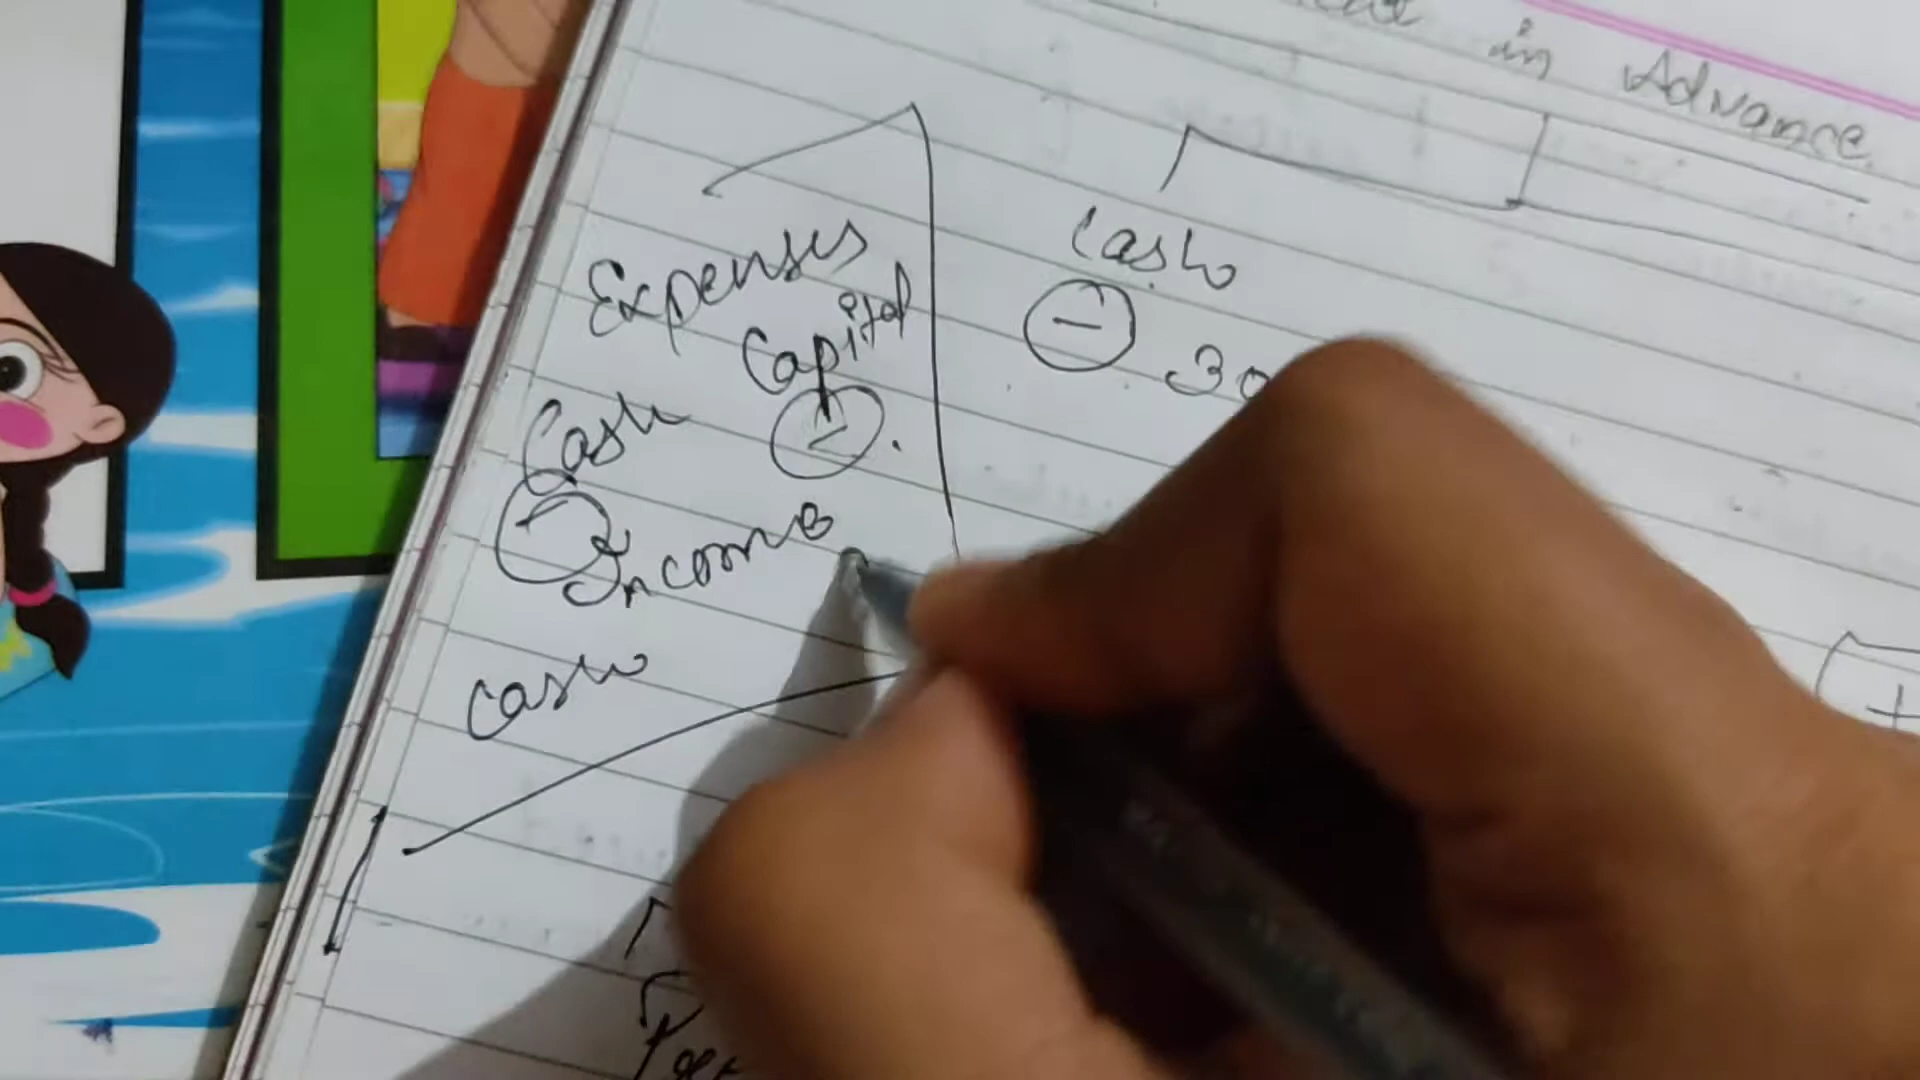 in Advance
Cash
Expenses
Capital
30
Cash
Income
Cash
+